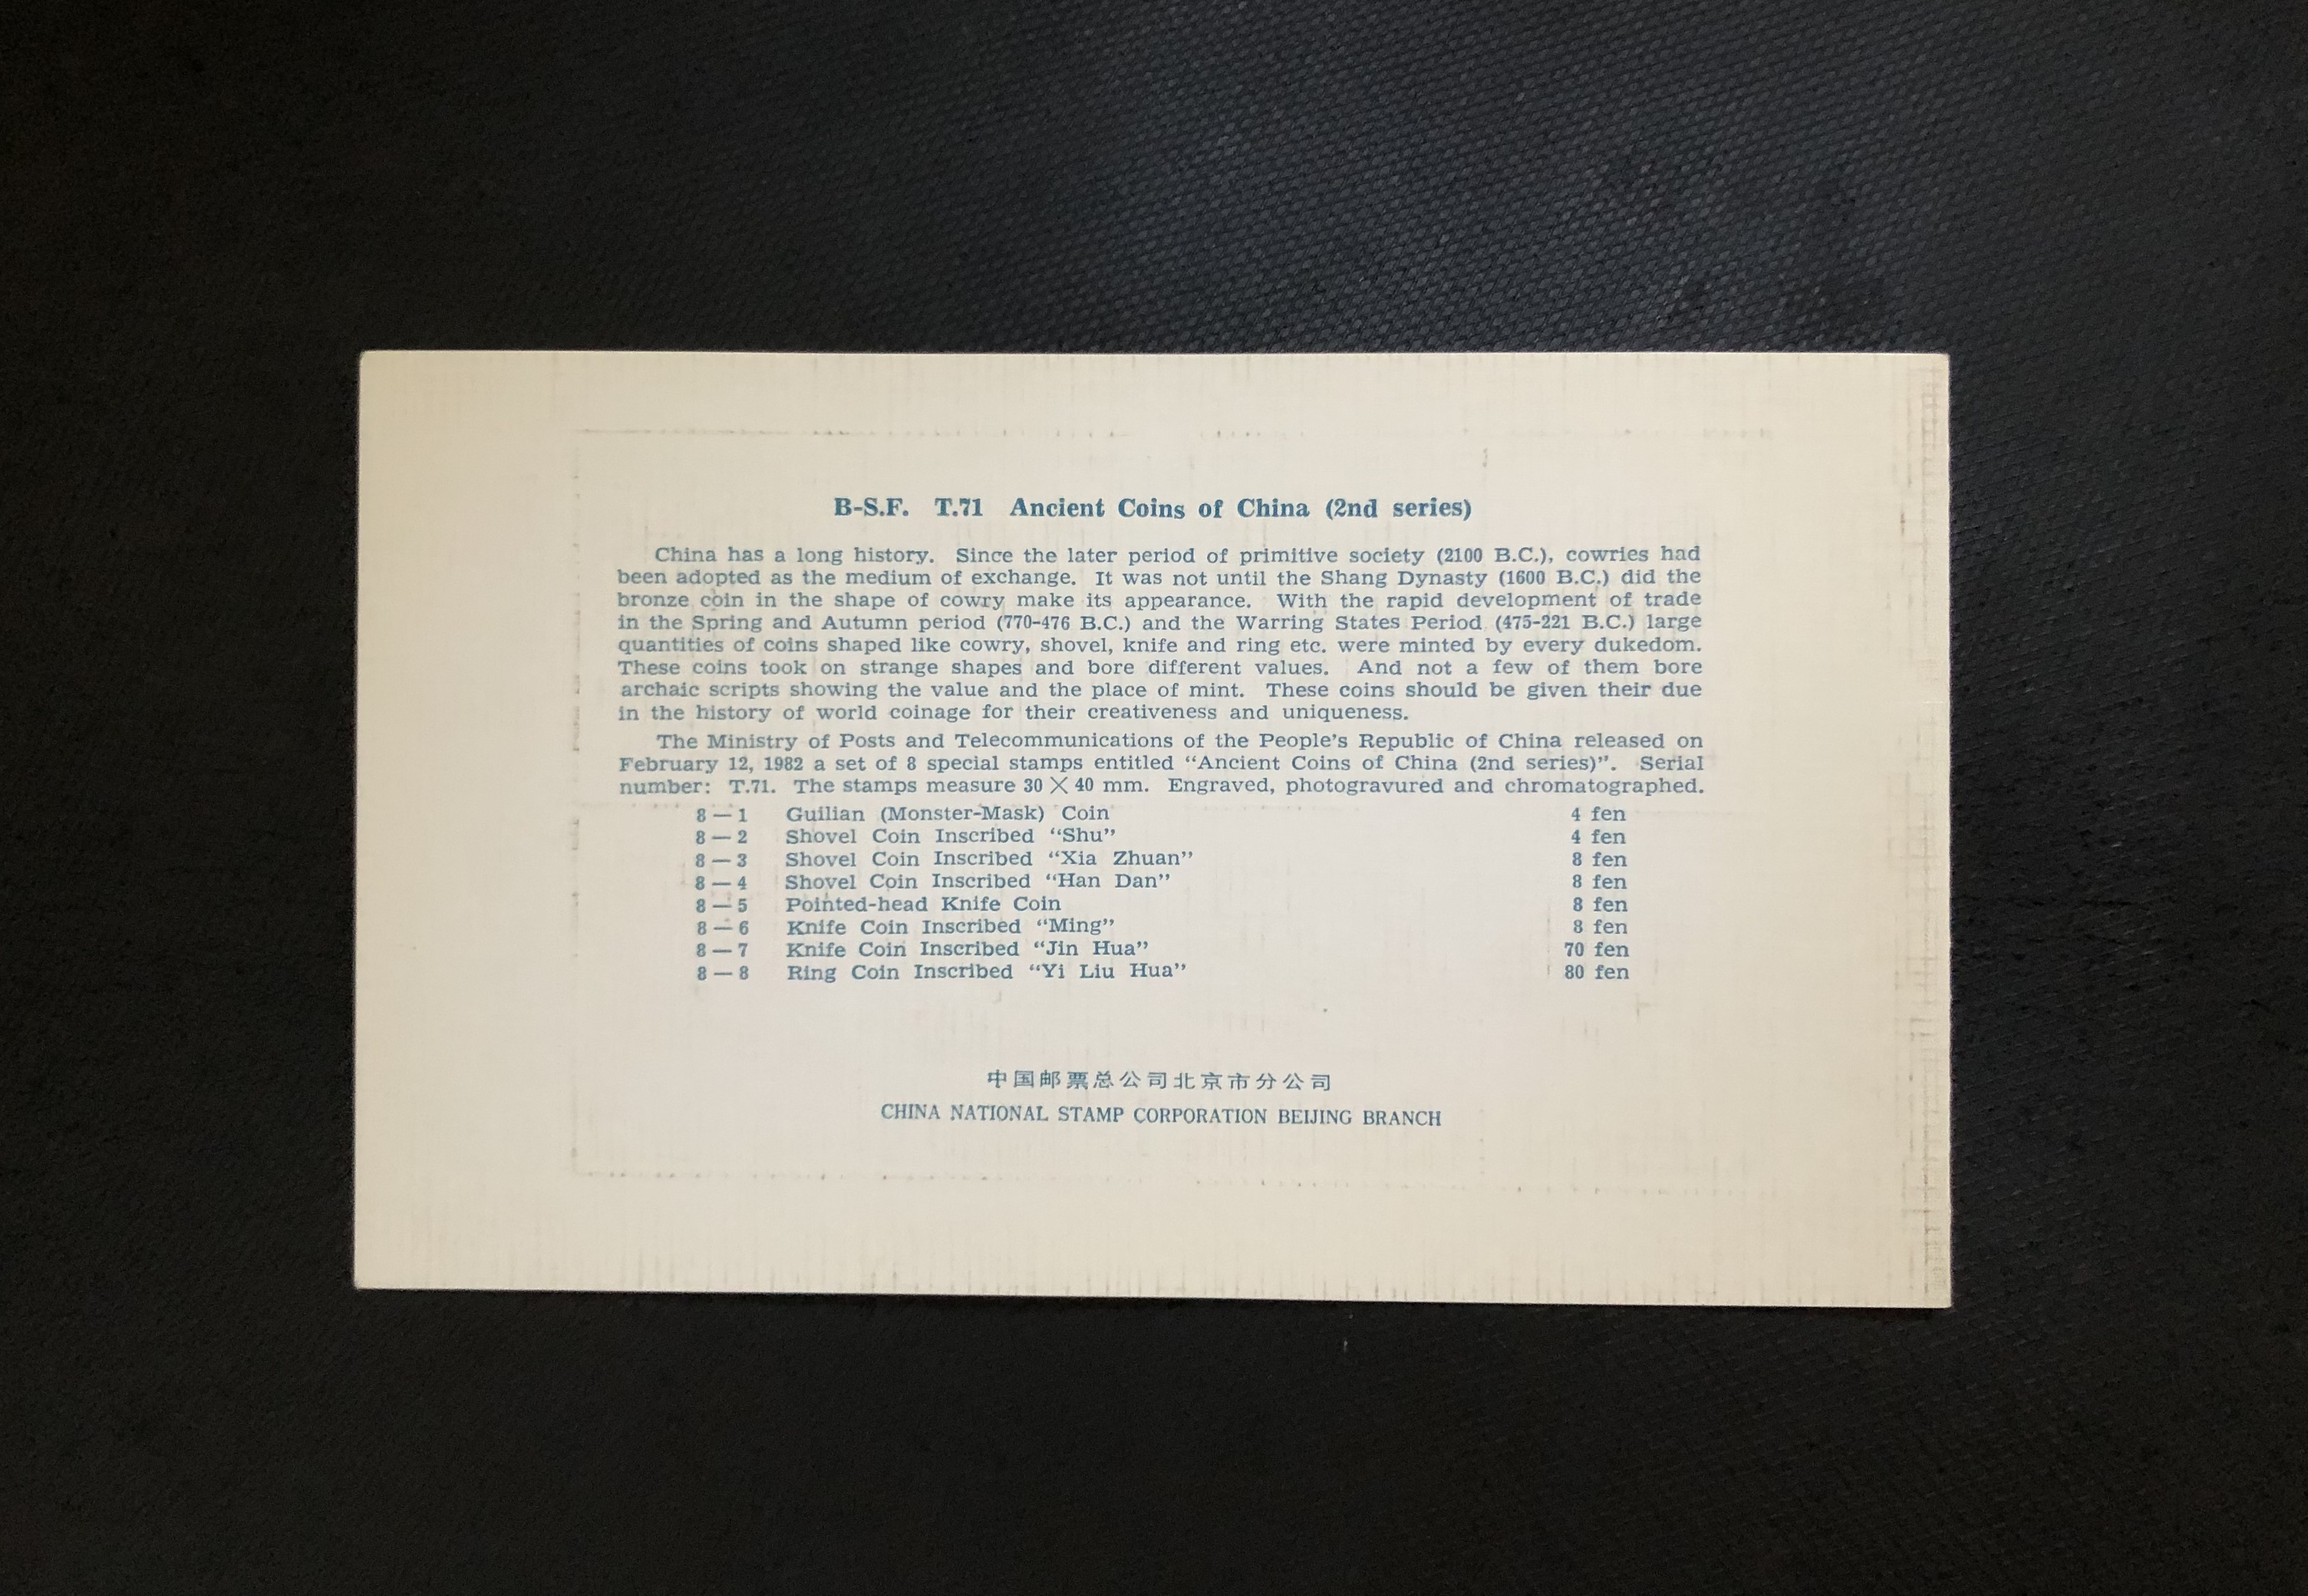 B-S.F. T.71 Ancient Coins of China (2nd series)
China has a long history. Since the later period of primitive society (2100 B.C.), cowries had
been adopted as the medium of exchange. It was not until the Shang Dynasty (1600 B.C.) did the
bronze coin in the shape of cowry make its appearance. With the rapid development of trade
in the Spring and Autumn period (770-476 B.C.) and the Warring States Period (475-221 B.C.) large
quantities of coins shaped like cowry, shovel, knife and ring etc. were minted by every dukedom.
These coins took on strange shapes and bore different values. And not a few of them bore
archaic scripts showing the value and the place of mint. These coins should be given their due
in the history of world coinage for their creativeness and uniqueness.
The Ministry of Posts and Telecommunications of the People's Republic of China released on
February 12, 1982 a set of 8 special stamps entitled “Ancient Coins of China (2nd series)”. Serial
number: T.71. The stamps measure 30 × 40 mm. Engraved, photogravured and chromatographed.
8—1 Guilian (Monster-Mask) Coin 4 fen
8—2 Shovel Coin Inscribed “Shu” 4 fen
8—3 Shovel Coin Inscribed “Xia Zhuan” 8 fen
8—4 Shovel Coin Inscribed “Han Dan” 8 fen
8—5 Pointed-head Knife Coin 8 fen
8—6 Knife Coin Inscribed “Ming” 8 fen
8—7 Knife Coin Inscribed “Jin Hua” 70 fen
8—8 Ring Coin Inscribed “Yi Liu Hua” 80 fen
中国邮票总公司北京市分公司
CHINA NATIONAL STAMP CORPORATION BEIJING BRANCH